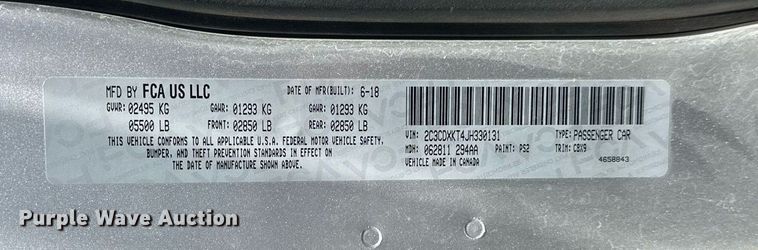 MFD BY FCA US LLC DATE OF MFR(BUILT): 6-18
GVWR: 02495 KG GAWR: 01293 KG GAWR: 01293 KG
05500 LB FRONT: 02850 LB REAR: 02850 LB
THIS VEHICLE CONFORMS TO ALL APPLICABLE U.S.A. FEDERAL MOTOR VEHICLE SAFETY,
BUMPER, AND THEFT PREVENTION STANDARDS IN EFFECT ON
THE DATE OF MANUFACTURE SHOWN ABOVE.
VIN: 2C3CDXKT4JH330131 TYPE: PASSENGER CAR
MDH: 062811 294AA PAINT: PS2 TRIM: CBX9
VEHICLE MADE IN CANADA 4658843
Purple Wave Auction